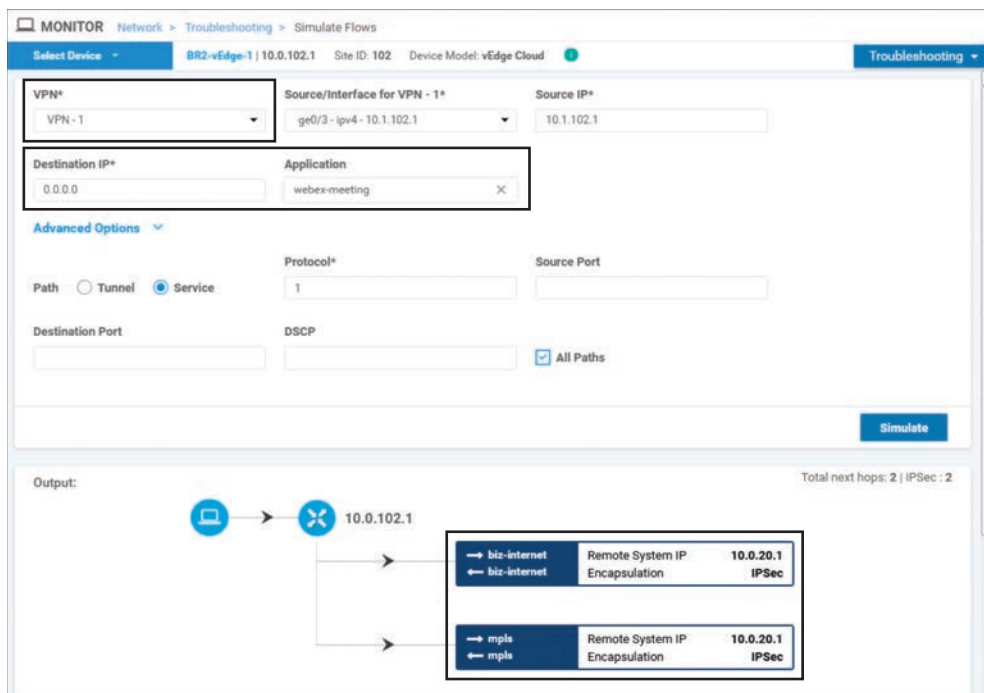 MONITOR Network > Troubleshooting > Simulate Flows
Select Device BR2-vEdge-1 | 10.0.102.1 Site ID: 102 Device Model: vEdge Cloud Troubleshooting
VPN* Source/Interface for VPN - 1* Source IP*
VPN - 1 ge0/3 - ipv4 - 10.1.102.1 10.1.102.1
Destination IP* Application
0.0.0.0 webex-meeting
Advanced Options
Protocol* Source Port
Path Tunnel Service 1
Destination Port DSCP
All Paths
Simulate
Output: Total next hops: 2 | IPSec : 2
10.0.102.1
→ biz-internet Remote System IP 10.0.20.1
← biz-internet Encapsulation IPSec
→ mpls Remote System IP 10.0.20.1
← mpls Encapsulation IPSec